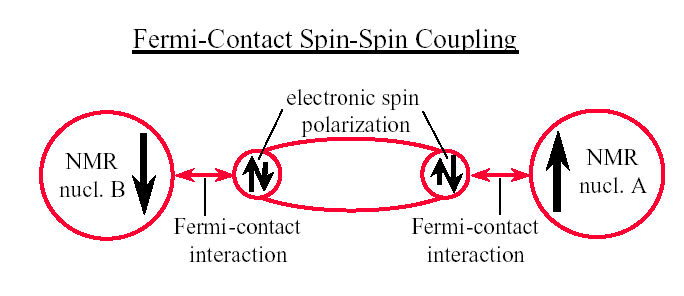 Fermi-Contact Spin-Spin Coupling
electronic spin
polarization
NMR
nucl. B
NMR
nucl. A
Fermi-contact
interaction
Fermi-contact
interaction